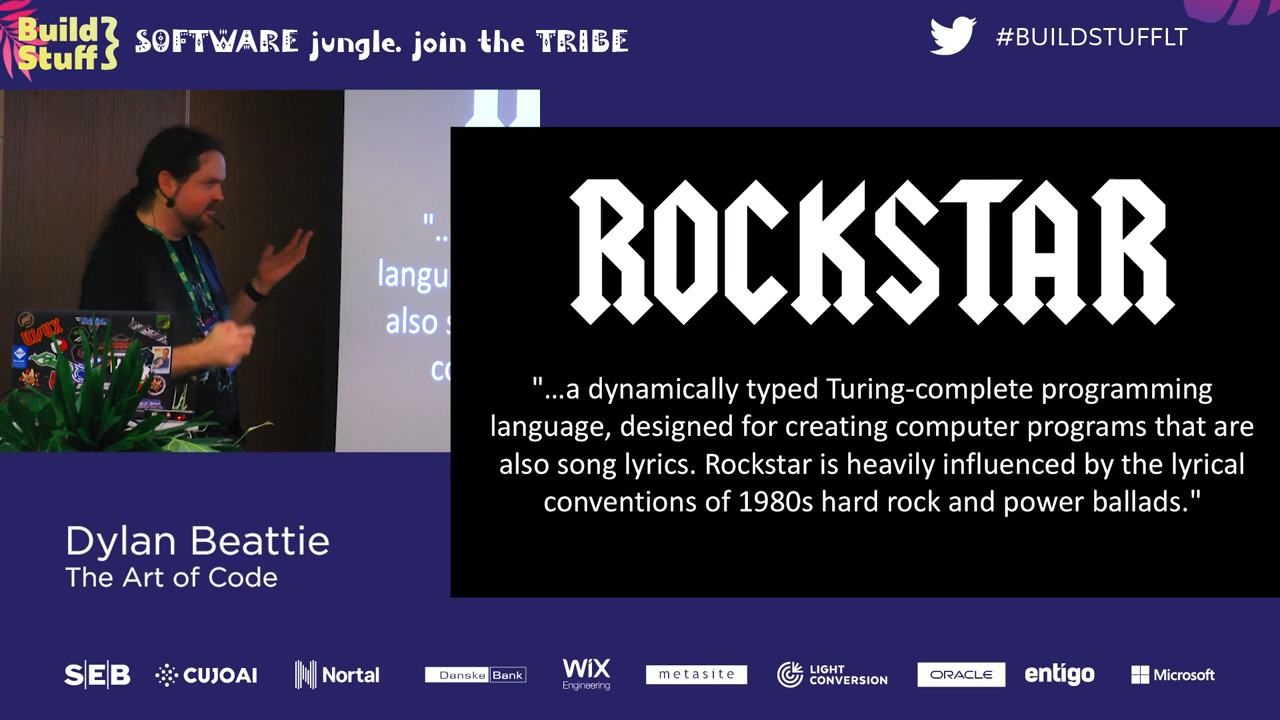 Build
Stuff
SOFTWARE jungle. join the TRIBE
#BUILDSTUFFLT
"...
langu
also s
co
ROCKSTAR
"...a dynamically typed Turing-complete programming
language, designed for creating computer programs that are
also song lyrics. Rockstar is heavily influenced by the lyrical
conventions of 1980s hard rock and power ballads."
Dylan Beattie
The Art of Code
SEB
CUJOAI
Nortal
Danske Bank
WiX
Engineering
metasite
LIGHT
CONVERSION
ORACLE
entigo
Microsoft